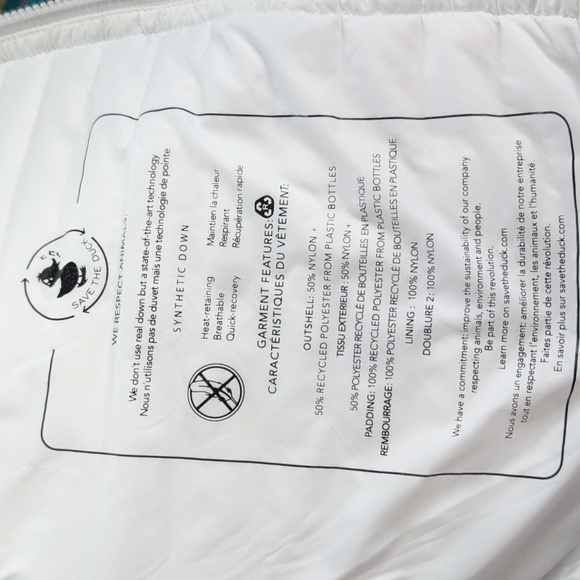 SAVE THE DUCK
WE RESPECT ANIMALS.
We don't use real down but a state-of-the-art technology
Nous n'utilisons pas de duvet mais une technologie de pointe
SYNTHETIC DOWN
Heat-retaining Maintien la chaleur
Breathable Respirant
Quick-recovery Récupération rapide
GARMENT FEATURES:
CARACTÉRISTIQUES DU VÊTEMENT:
OUTSHELL: 50% NYLON +
50% RECYCLED POLYESTER FROM PLASTIC BOTTLES
TISSU EXTERIEUR: 50% NYLON+
50% POLYESTER RECYCLÉ DE BOUTEILLES EN PLASTIQUE
PADDING: 100% RECYCLED POLYESTER FROM PLASTIC BOTTLES
REMBOURRAGE: 100% POLYESTER RECYCLÉ DE BOUTEILLES EN PLASTIQUE
LINING : 100% NYLON
DOUBLURE 2: 100% NYLON
We have a commitment: improve the sustainability of our company
respecting animals, environment and people.
Be part of this revolution.
Learn more on savetheduck.com
Nous avons un engagement: améliorer la durabilité de notre entreprise
tout en respectant l'environnement, les animaux et l'humanité.
Faites partie de cette révolution.
En savoir plus sur savetheduck.com